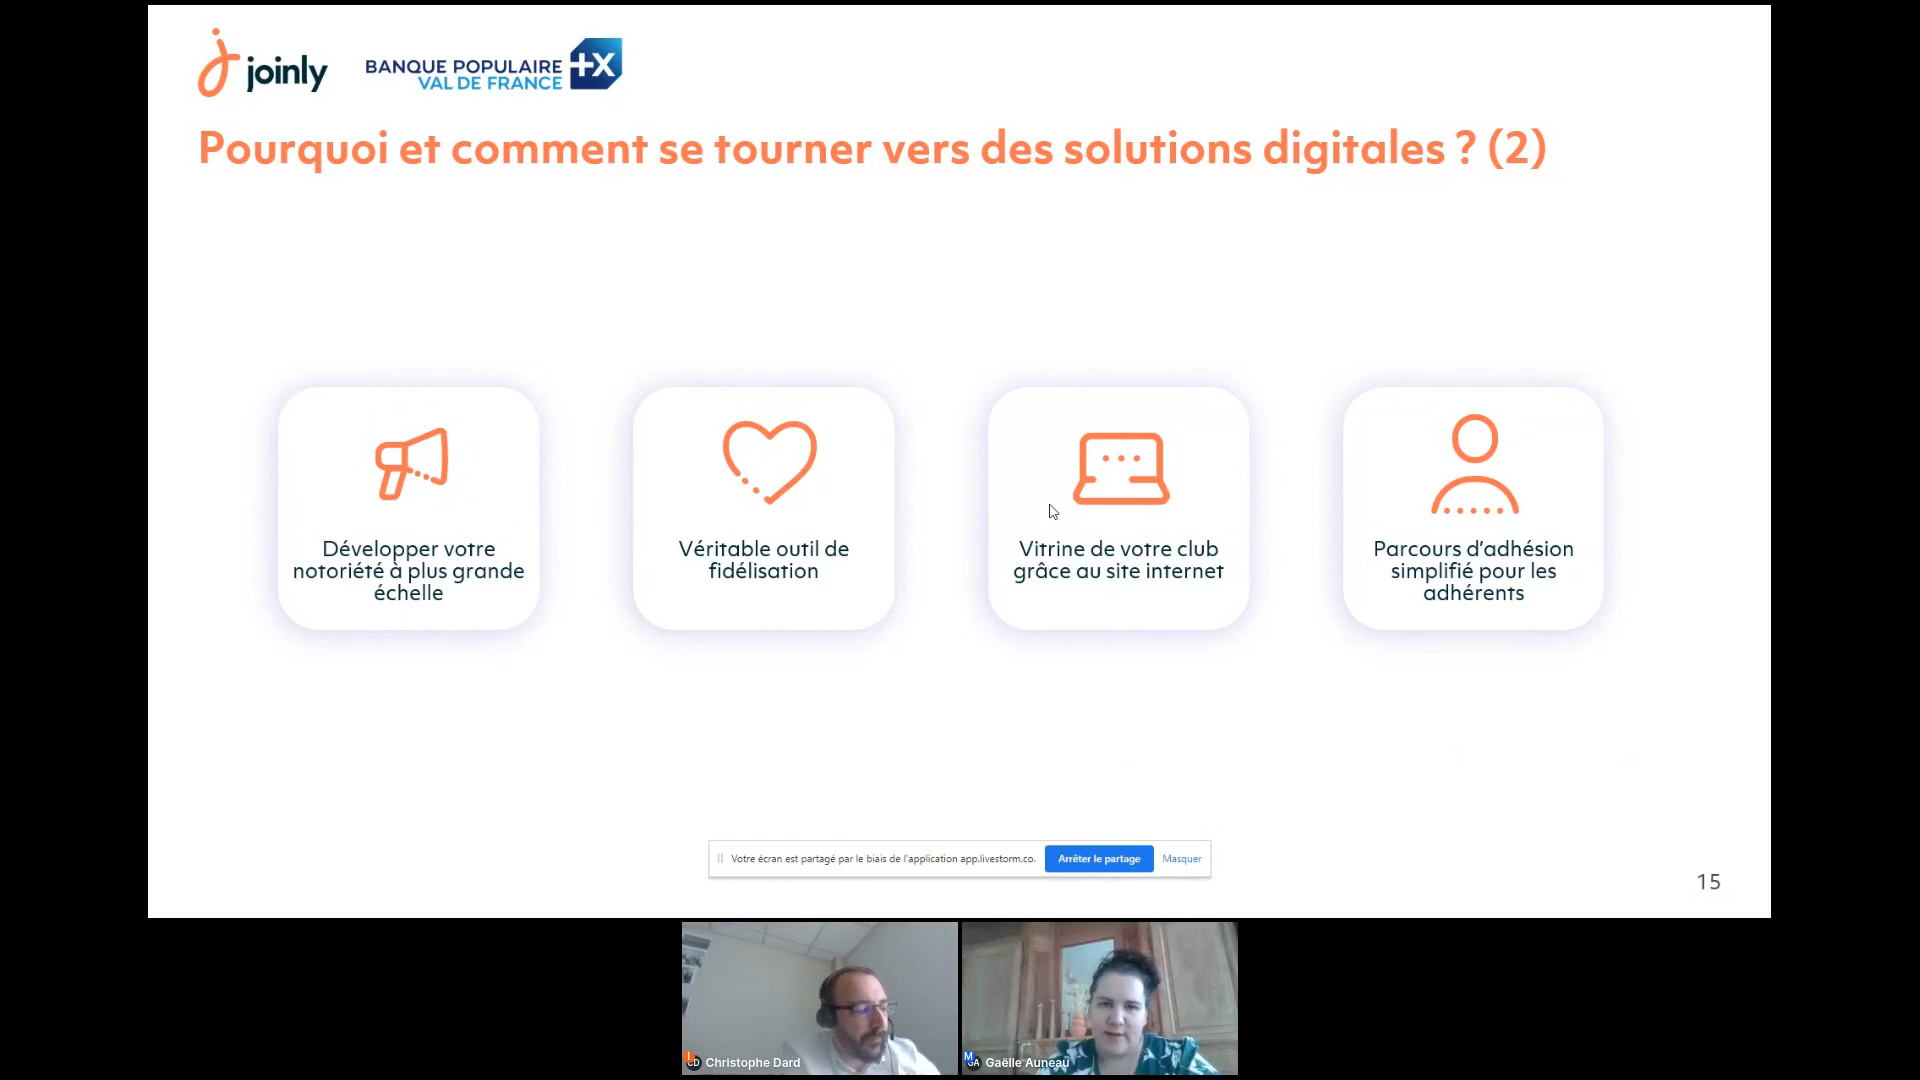 joinly
BANQUE POPULAIRE
VAL DE FRANCE
Pourquoi et comment se tourner vers des solutions digitales ? (2)
Développer votre
notoriété à plus grande
échelle
Véritable outil de
fidélisation
Vitrine de votre club
grâce au site internet
Parcours d'adhésion
simplifié pour les
adhérents
Votre écran est partagé par le biais de l'application app.livestorm.co.
Arrêter le partage
Masquer
15
Christophe Dard
Gaëlle Auneau